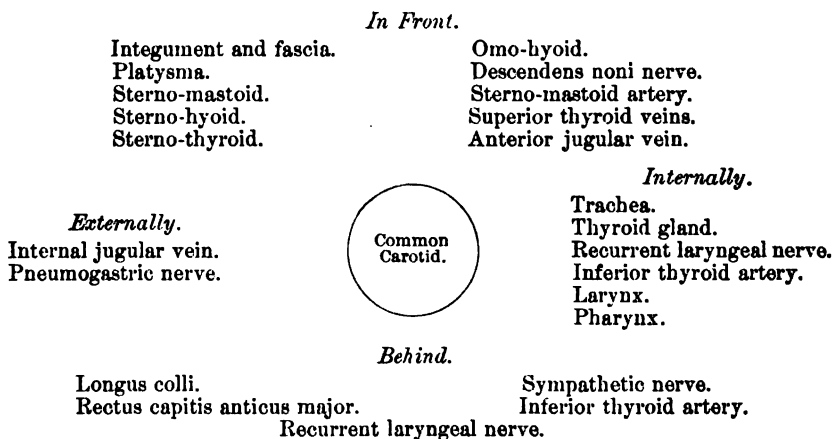 In Front.
Integument and fascia.
Platysma.
Sterno-mastoid.
Sterno-hyoid.
Sterno-thyroid.
Omo-hyoid.
Descendens noni nerve.
Sterno-mastoid artery.
Superior thyroid veins.
Anterior jugular vein.
Externally.
Internal jugular vein.
Pneumogastric nerve.
Common
Carotid.
Internally.
Trachea.
Thyroid gland.
Recurrent laryngeal nerve.
Inferior thyroid artery.
Larynx.
Pharynx.
Behind.
Longus colli.
Rectus capitis anticus major.
Sympathetic nerve.
Inferior thyroid artery.
Recurrent laryngeal nerve.